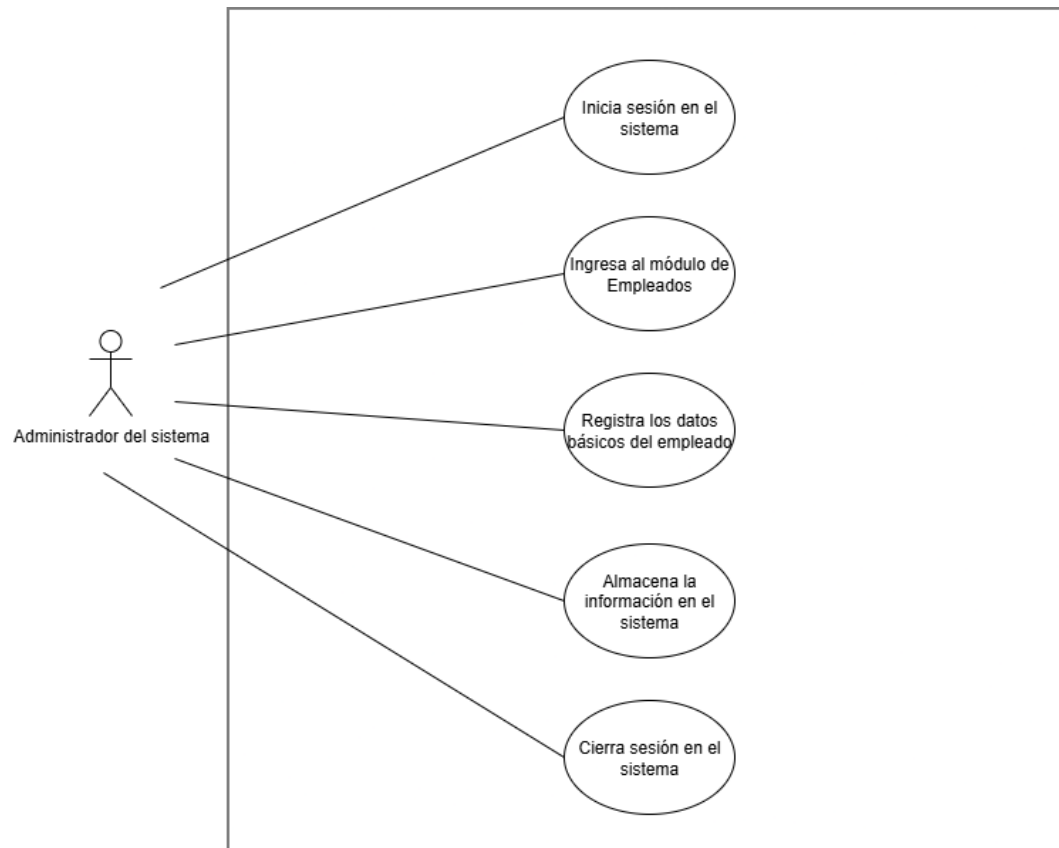 Inicia sesión en el
sistema
Ingresa al módulo de
Empleados
Registra los datos
básicos del empleado
Administrador del sistema
Almacena la
información en el
sistema
Cierra sesión en el
sistema